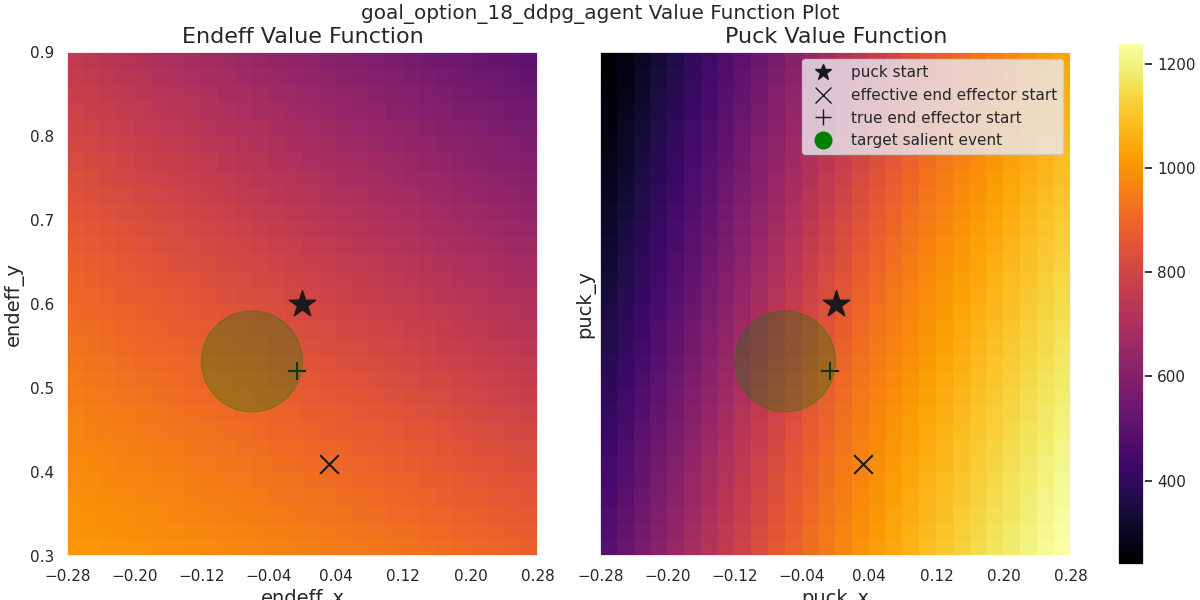 goal_option_18_ddpg_agent Value Function Plot
Endeff Value Function
Puck Value Function
0.9
0.8
0.7
0.6
0.5
0.4
0.3
endeff_y
−0.28 −0.20 −0.12 −0.04 0.04 0.12 0.20 0.28
endeff_x
puck_y
puck start
effective end effector start
true end effector start
target salient event
−0.28 −0.20 −0.12 −0.04 0.04 0.12 0.20 0.28
puck_x
1200
1000
800
600
400